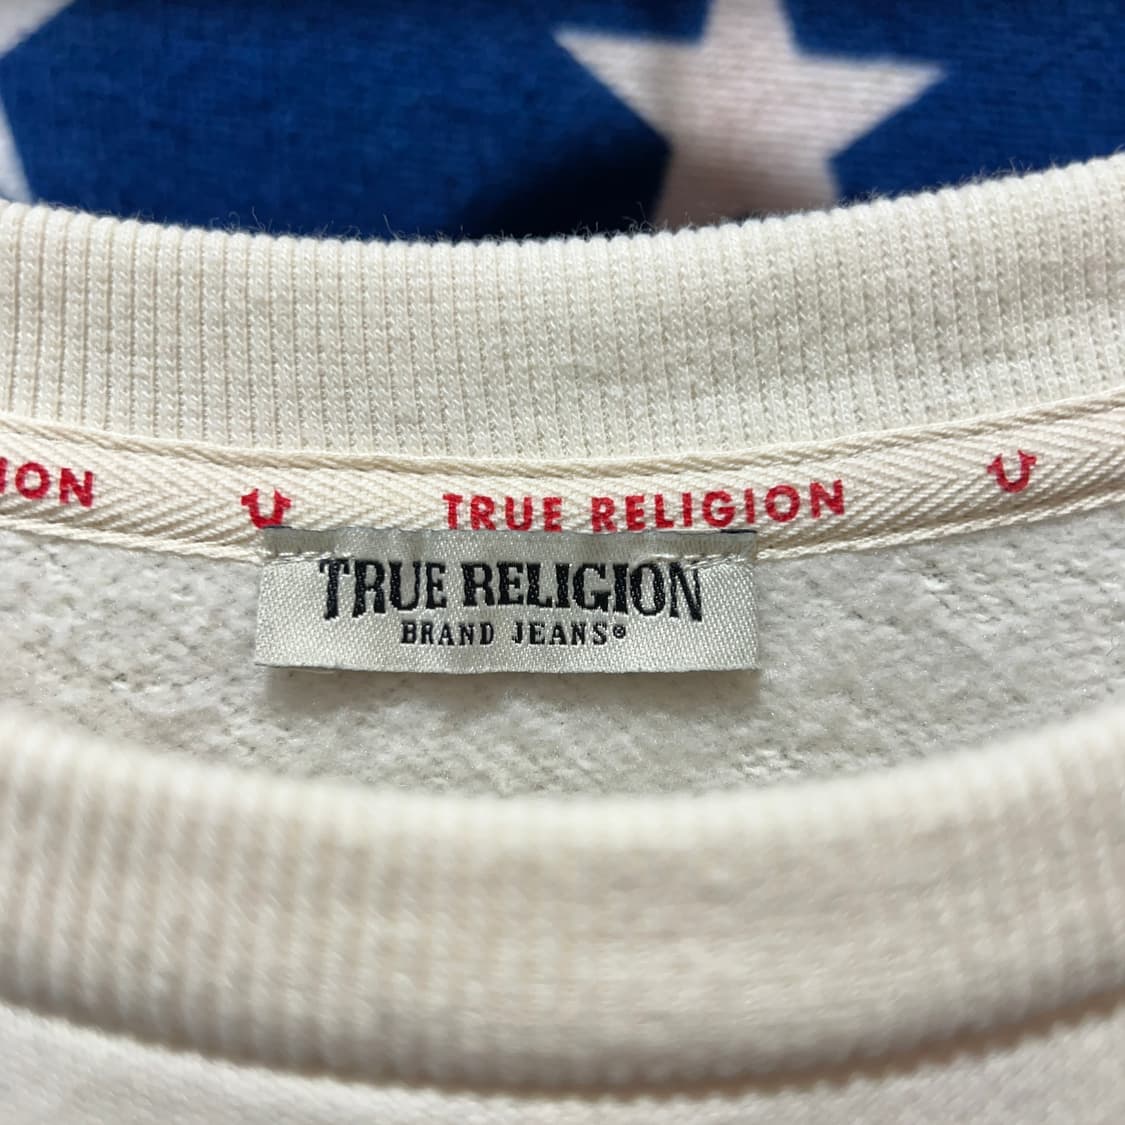 ION TRUE RELIGION
TRUE RELIGION
BRAND JEANS®